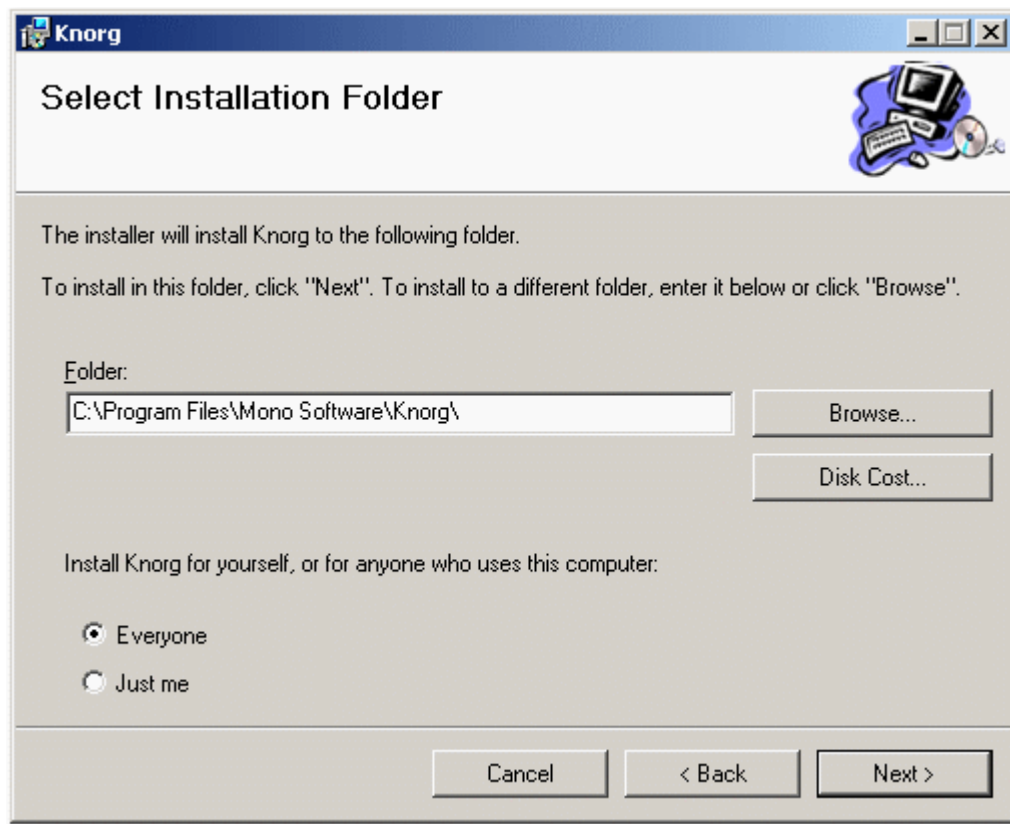 Knorg
Select Installation Folder
The installer will install Knorg to the following folder.
To install in this folder, click "Next". To install to a different folder, enter it below or click "Browse".
Folder:
C:\Program Files\Mono Software\Knorg\
Browse...
Disk Cost...
Install Knorg for yourself, or for anyone who uses this computer:
Everyone
Just me
Cancel
< Back
Next >